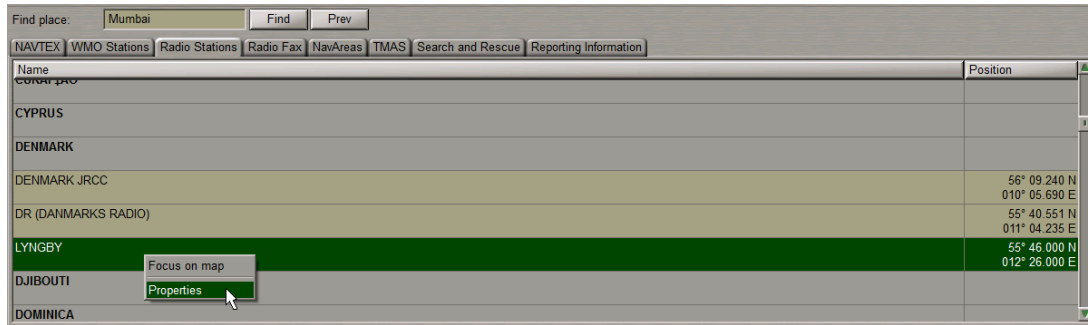 Find place: Mumbai Find Prev
NAVTEX WMO Stations Radio Stations Radio Fax NavAreas TMAS Search and Rescue Reporting Information
Name Position
CYPRUS
DENMARK
DENMARK JRCC 56° 09.240 N
010° 05.690 E
DR (DANMARKS RADIO) 55° 40.551 N
011° 04.235 E
LYNGBY 55° 46.000 N
012° 26.000 E
Focus on map
DJIBOUTI
Properties
DOMINICA